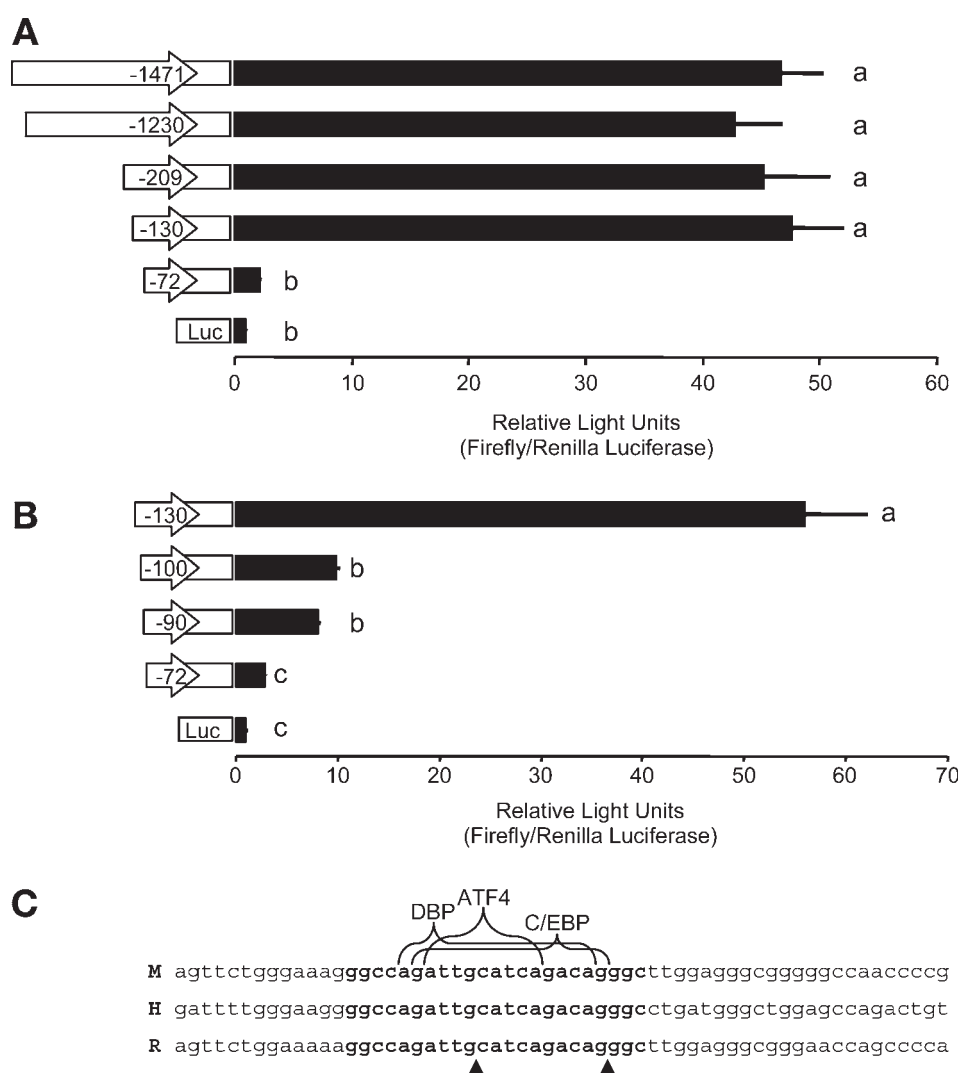 A
-1471 a
-1230 a
-209 a
-130 a
-72 b
Luc b
0 10 20 30 40 50 60
Relative Light Units
(Firefly/Renilla Luciferase)
B
-130 a
-100 b
-90 b
-72 c
Luc c
0 10 20 30 40 50 60 70
Relative Light Units
(Firefly/Renilla Luciferase)
C
ATF4
DBP
C/EBP
M agttctgggaaagggccagattgcatcagacagggcttggagggcgggggccaaccccg
H gattttgggaaggggccagattgcatcagacagggcctgatgggctggagccagactgt
R agttctggaaaaaggccagattgcatcagacagggcttggagggcgggaaccagcccca